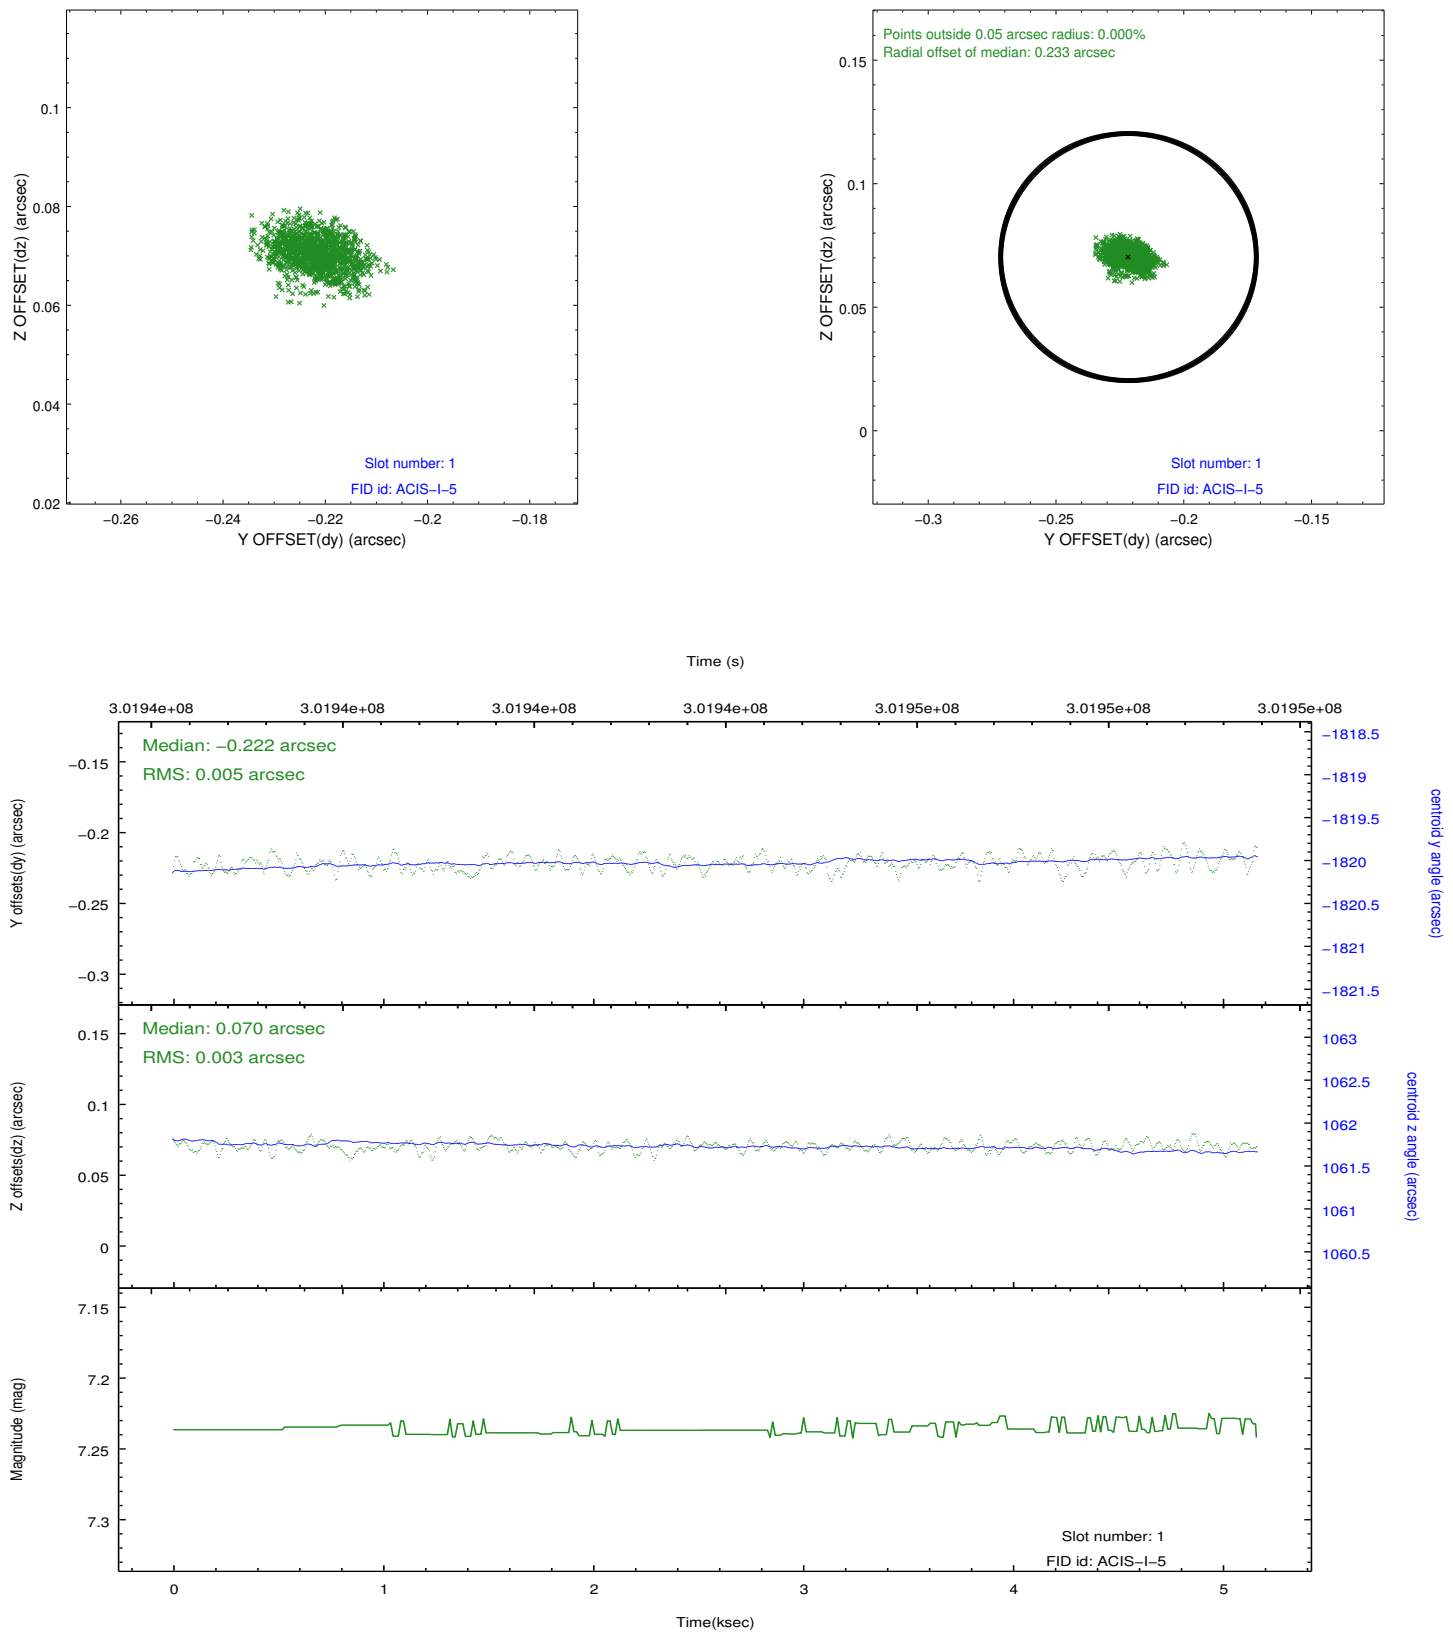 0.1
0.08
0.06
0.04
0.02
Z OFFSET(dz) (arcsec)
Slot number: 1
FID id: ACIS−I−5
−0.26 −0.24 −0.22 −0.2 −0.18
Y OFFSET(dy) (arcsec)
Points outside 0.05 arcsec radius: 0.000%
Radial offset of median: 0.233 arcsec
0.15
0.1
0.05
0
Z OFFSET(dz) (arcsec)
Slot number: 1
FID id: ACIS−I−5
−0.3 −0.25 −0.2 −0.15
Y OFFSET(dy) (arcsec)
Time (s)
3.0194e+08 3.0194e+08 3.0194e+08 3.0194e+08 3.0195e+08 3.0195e+08 3.0195e+08
Median: −0.222 arcsec
RMS: 0.005 arcsec
−0.15
−0.2
−0.25
−0.3
Y offsets(dy) (arcsec)
−1818.5
−1819
−1819.5
−1820
−1820.5
−1821
−1821.5
centroid y angle (arcsec)
Median: 0.070 arcsec
RMS: 0.003 arcsec
0.15
0.1
0.05
0
Z offsets(dz) (arcsec)
1063
1062.5
1062
1061.5
1061
1060.5
centroid z angle (arcsec)
7.15
7.2
7.25
7.3
Magnitude (mag)
Slot number: 1
FID id: ACIS−I−5
0 1 2 3 4 5
Time(ksec)